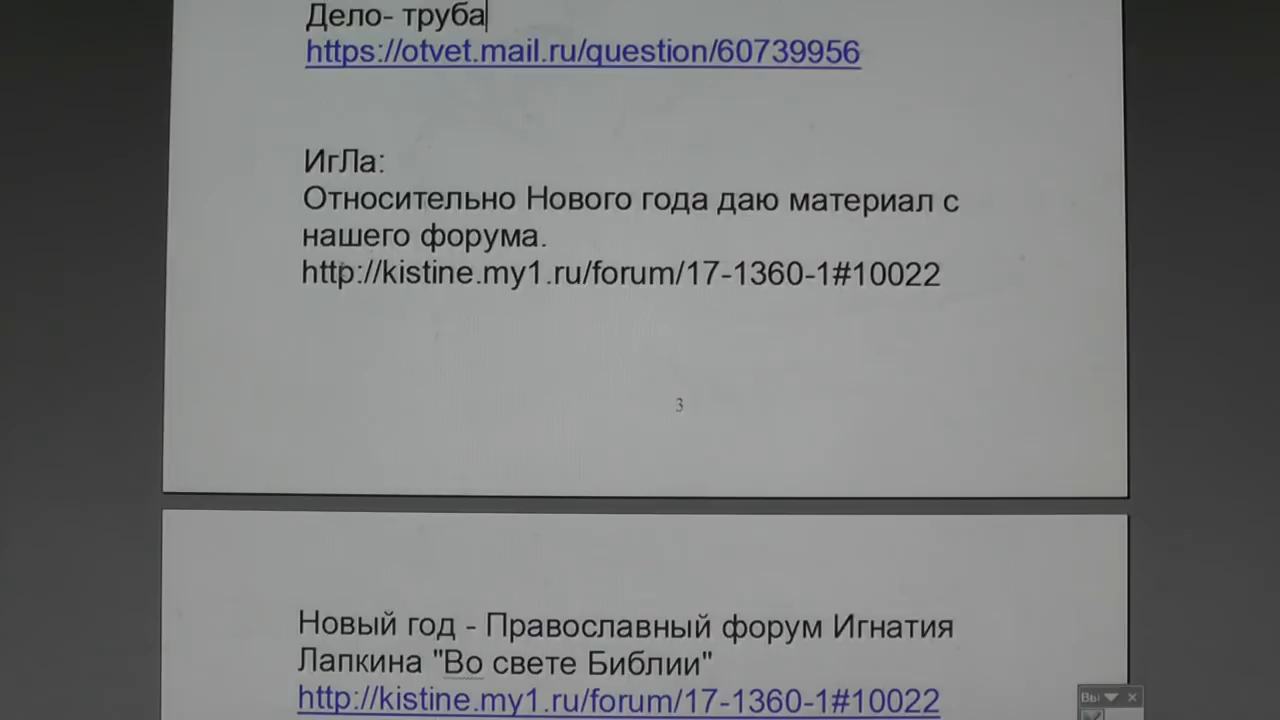 Дело- труба
https://otvet.mail.ru/question/60739956
ИгЛа:
Относительно Нового года даю материал с
нашего форума.
http://kistine.my1.ru/forum/17-1360-1#10022
3
Новый год - Православный форум Игнатия
Лапкина "Во свете Библии"
http://kistine.my1.ru/forum/17-1360-1#10022
Вы